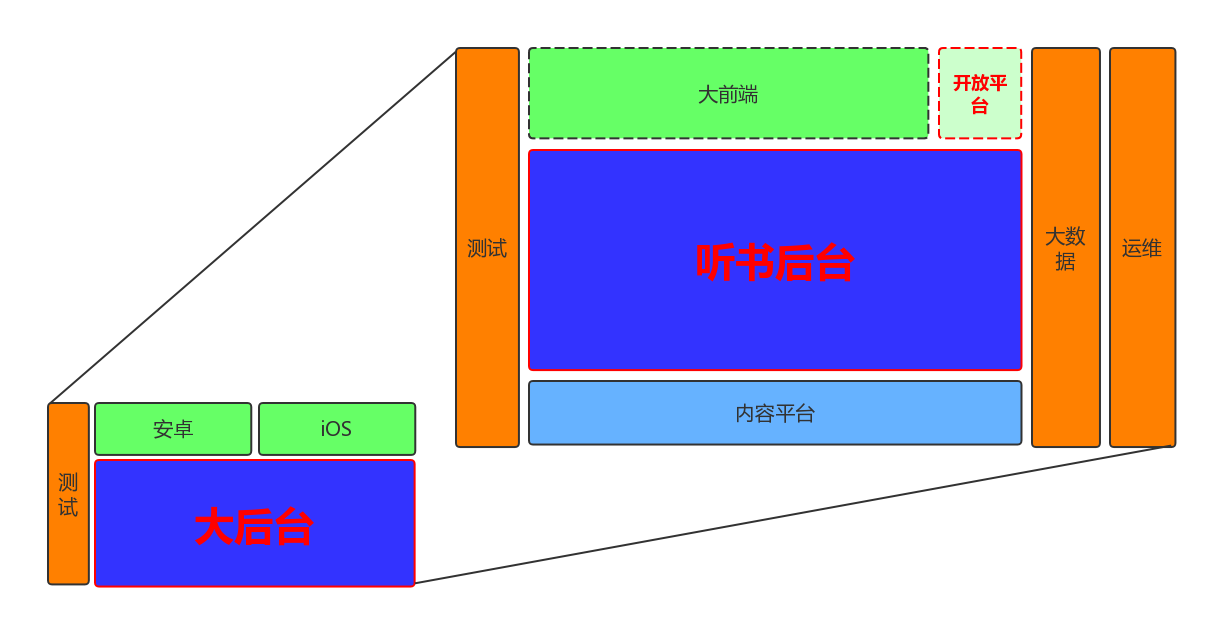 大前端
开放平
台
测试
听书后台
大数
据
运维
内容平台
安卓
iOS
测
试
大后台